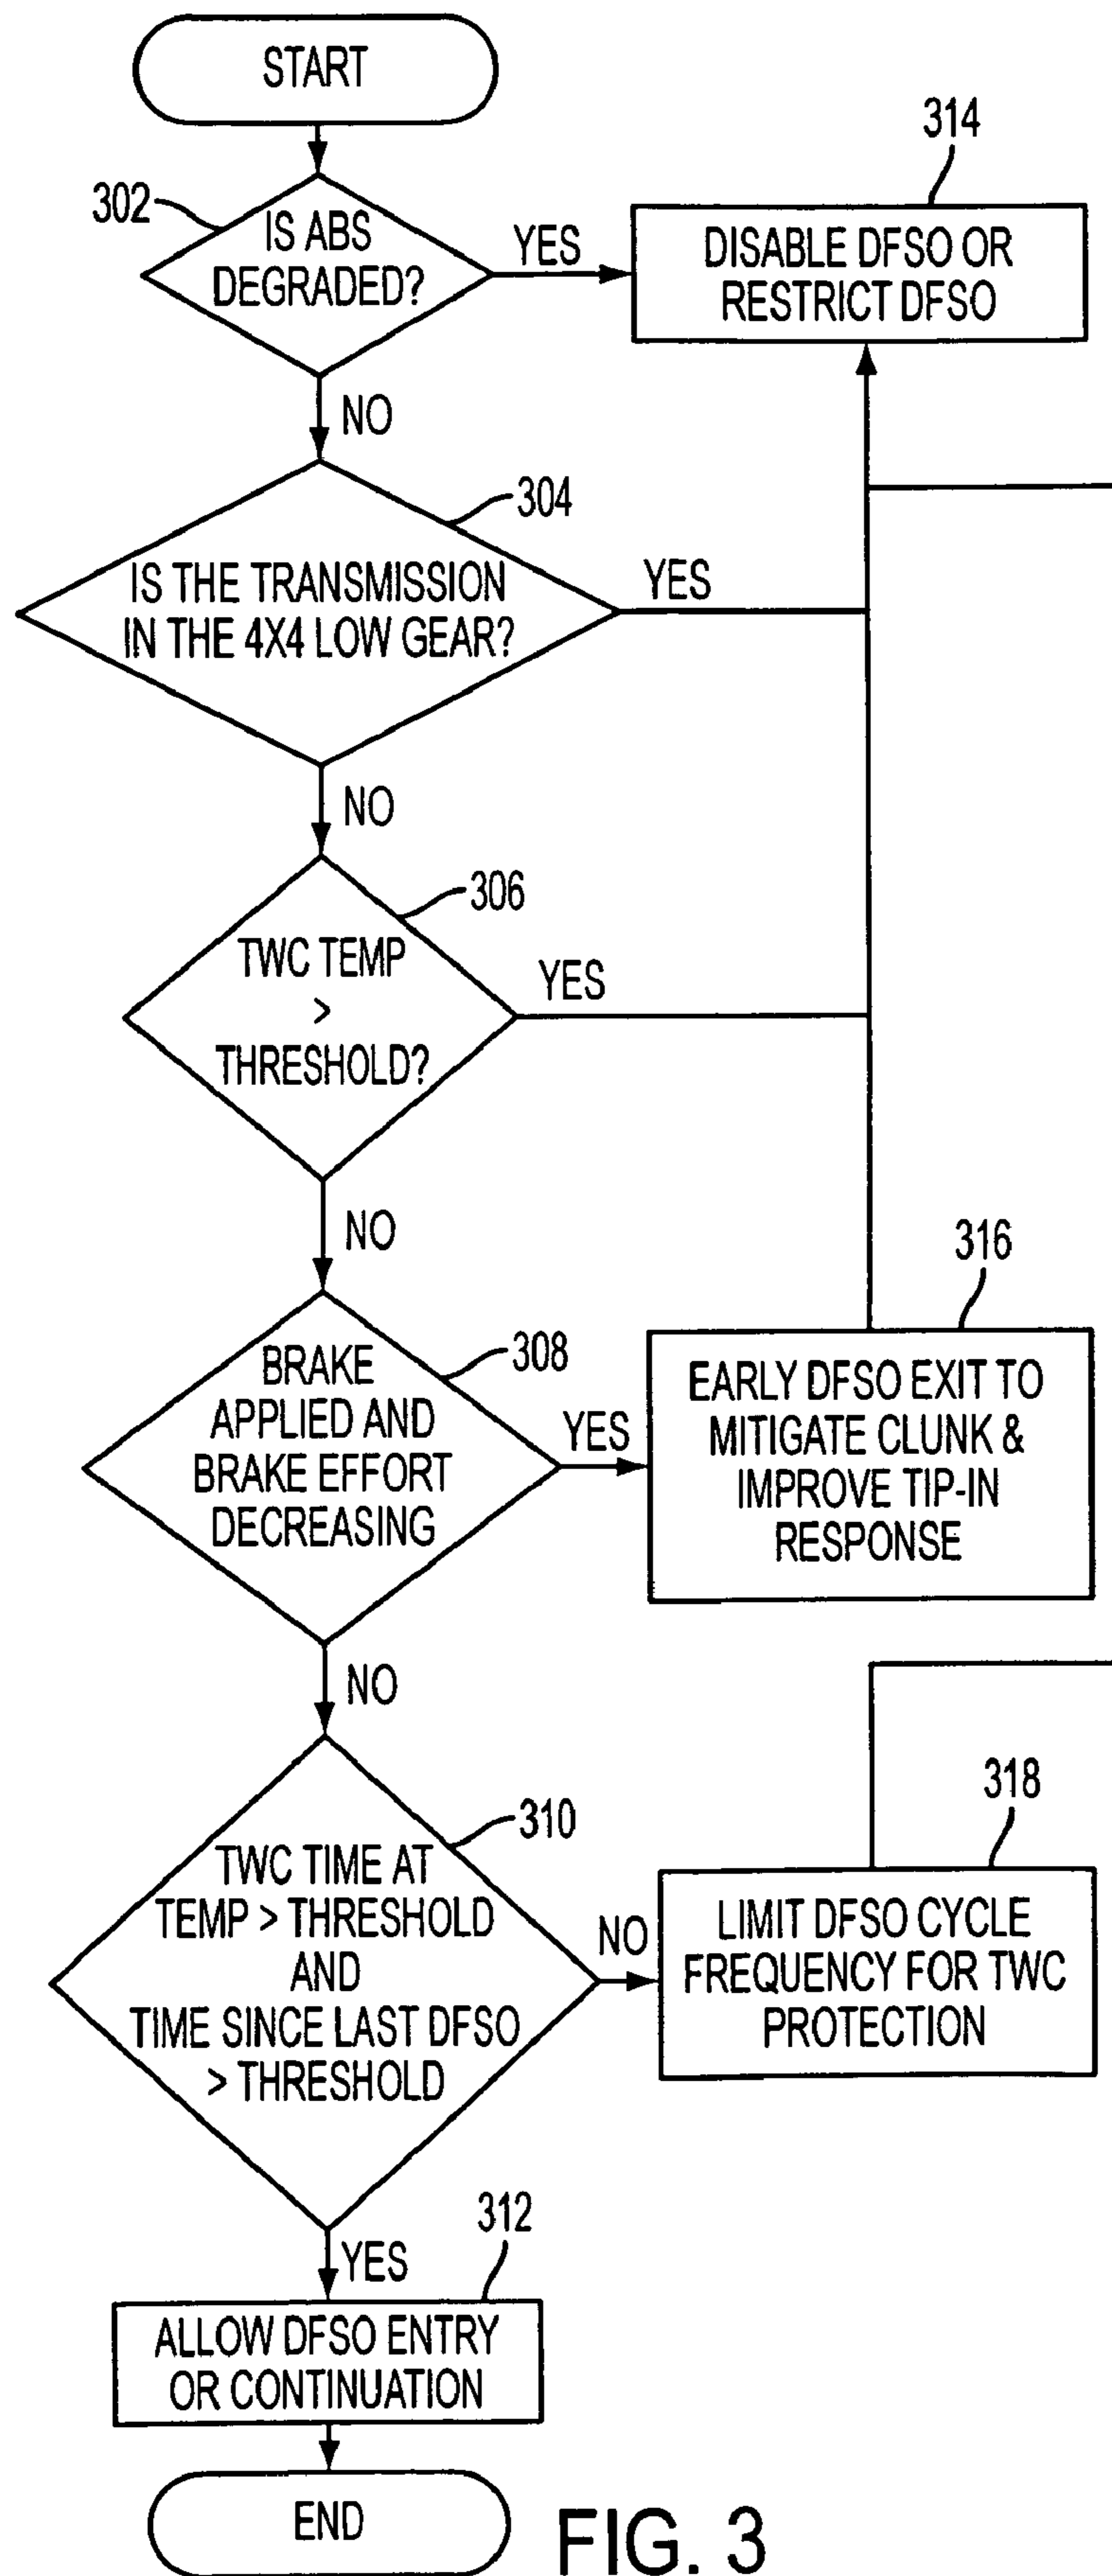 START
302
IS ABS
DEGRADED?
YES
314
DISABLE DFSO OR
RESTRICT DFSO
NO
304
IS THE TRANSMISSION
IN THE 4X4 LOW GEAR?
YES
NO
306
TWC TEMP
>
THRESHOLD?
YES
NO
308
BRAKE
APPLIED AND
BRAKE EFFORT
DECREASING
YES
316
EARLY DFSO EXIT TO
MITIGATE CLUNK &
IMPROVE TIP-IN
RESPONSE
NO
310
TWC TIME AT
TEMP > THRESHOLD
AND
TIME SINCE LAST DFSO
> THRESHOLD
NO
318
LIMIT DFSO CYCLE
FREQUENCY FOR TWC
PROTECTION
YES
312
ALLOW DFSO ENTRY
OR CONTINUATION
END
FIG. 3